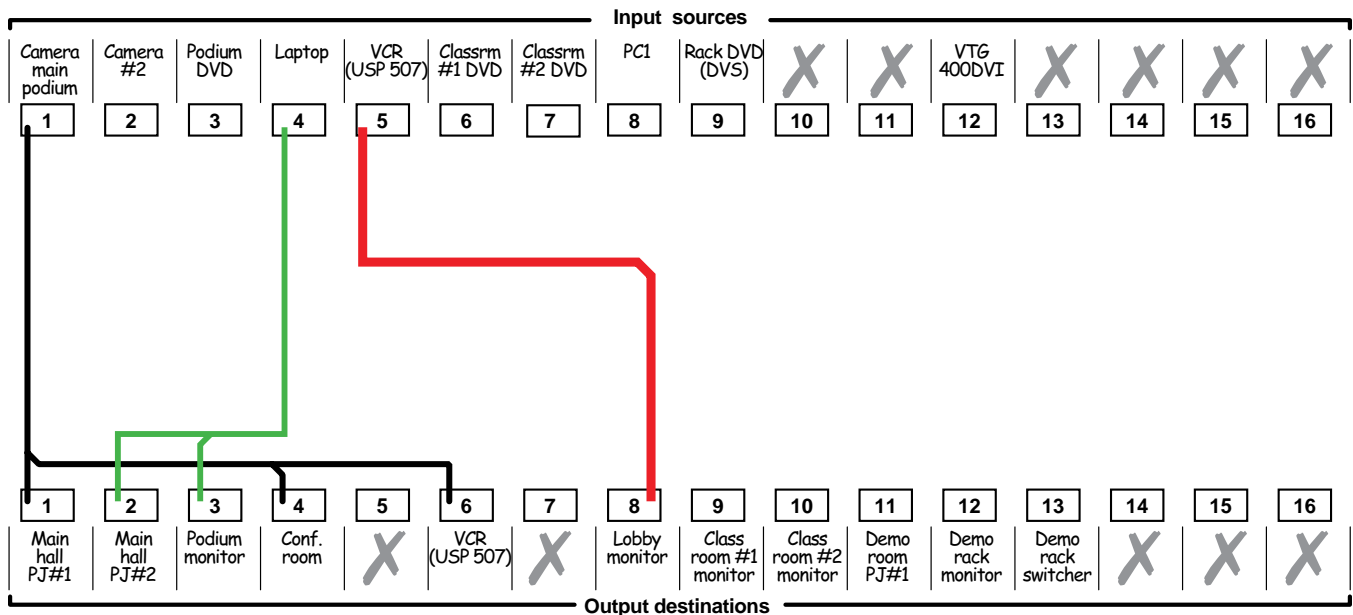 Input sources
Camera main podium
Camera #2
Podium DVD
Laptop
VCR (USP 507)
Classrm #1 DVD
Classrm #2 DVD
PC1
Rack DVD (DVS)
X
X
VTG 400DVI
X
X
X
X
1 2 3 4 5 6 7 8 9 10 11 12 13 14 15 16
1 2 3 4 5 6 7 8 9 10 11 12 13 14 15 16
Main hall PJ#1
Main hall PJ#2
Podium monitor
Conf. room
X
VCR (USP 507)
X
Lobby monitor
Class room #1 monitor
Class room #2 monitor
Demo room PJ#1
Demo rack monitor
Demo rack switcher
X
X
X
Output destinations